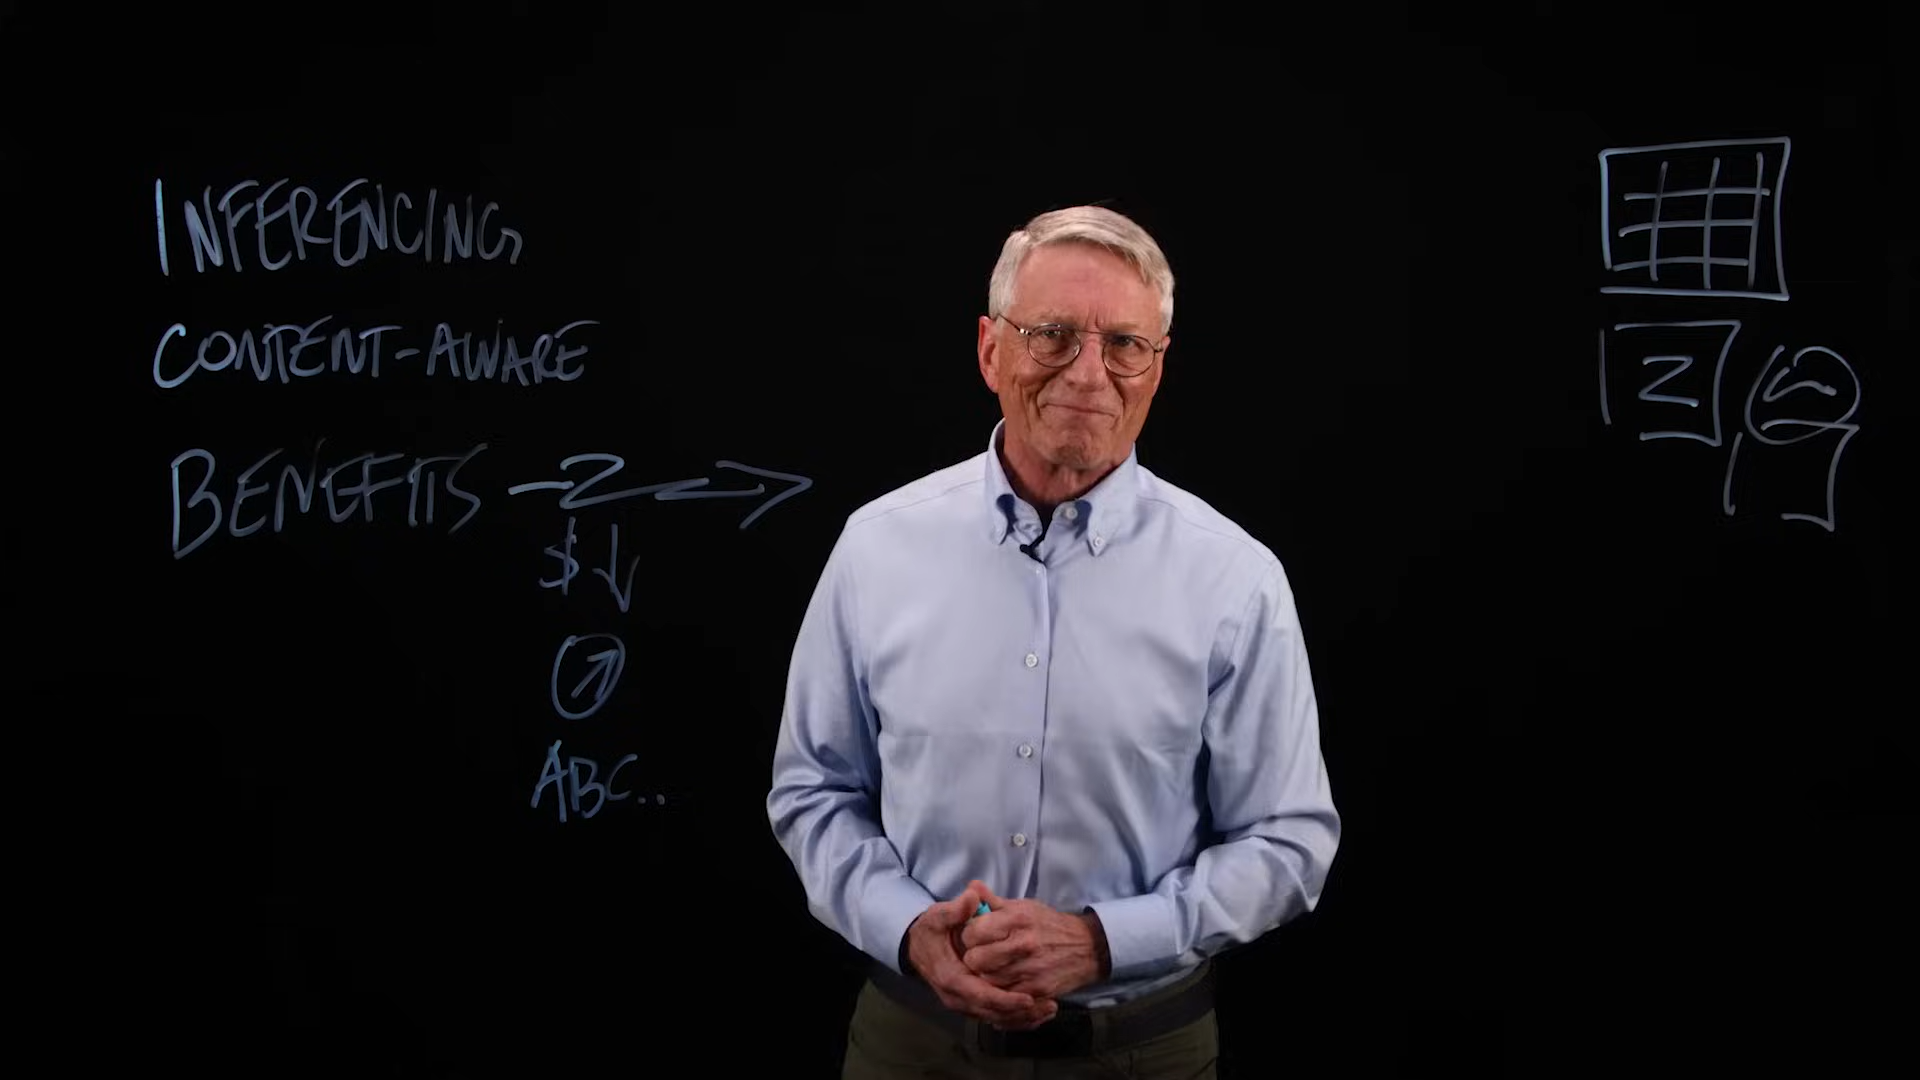 INFERENCING
CONTENT-AWARE
BENEFITS - Z ->
$ ↓
ABC..
Z